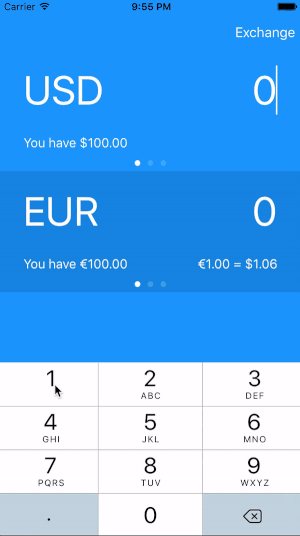 Carrier 9:55 PM
Exchange
USD 0
You have $100.00
EUR 0
You have €100.00 €1.00 = $1.06
1 2 3
ABC DEF
4 5 6
GHI JKL MNO
7 8 9
PQRS TUV WXYZ
. 0